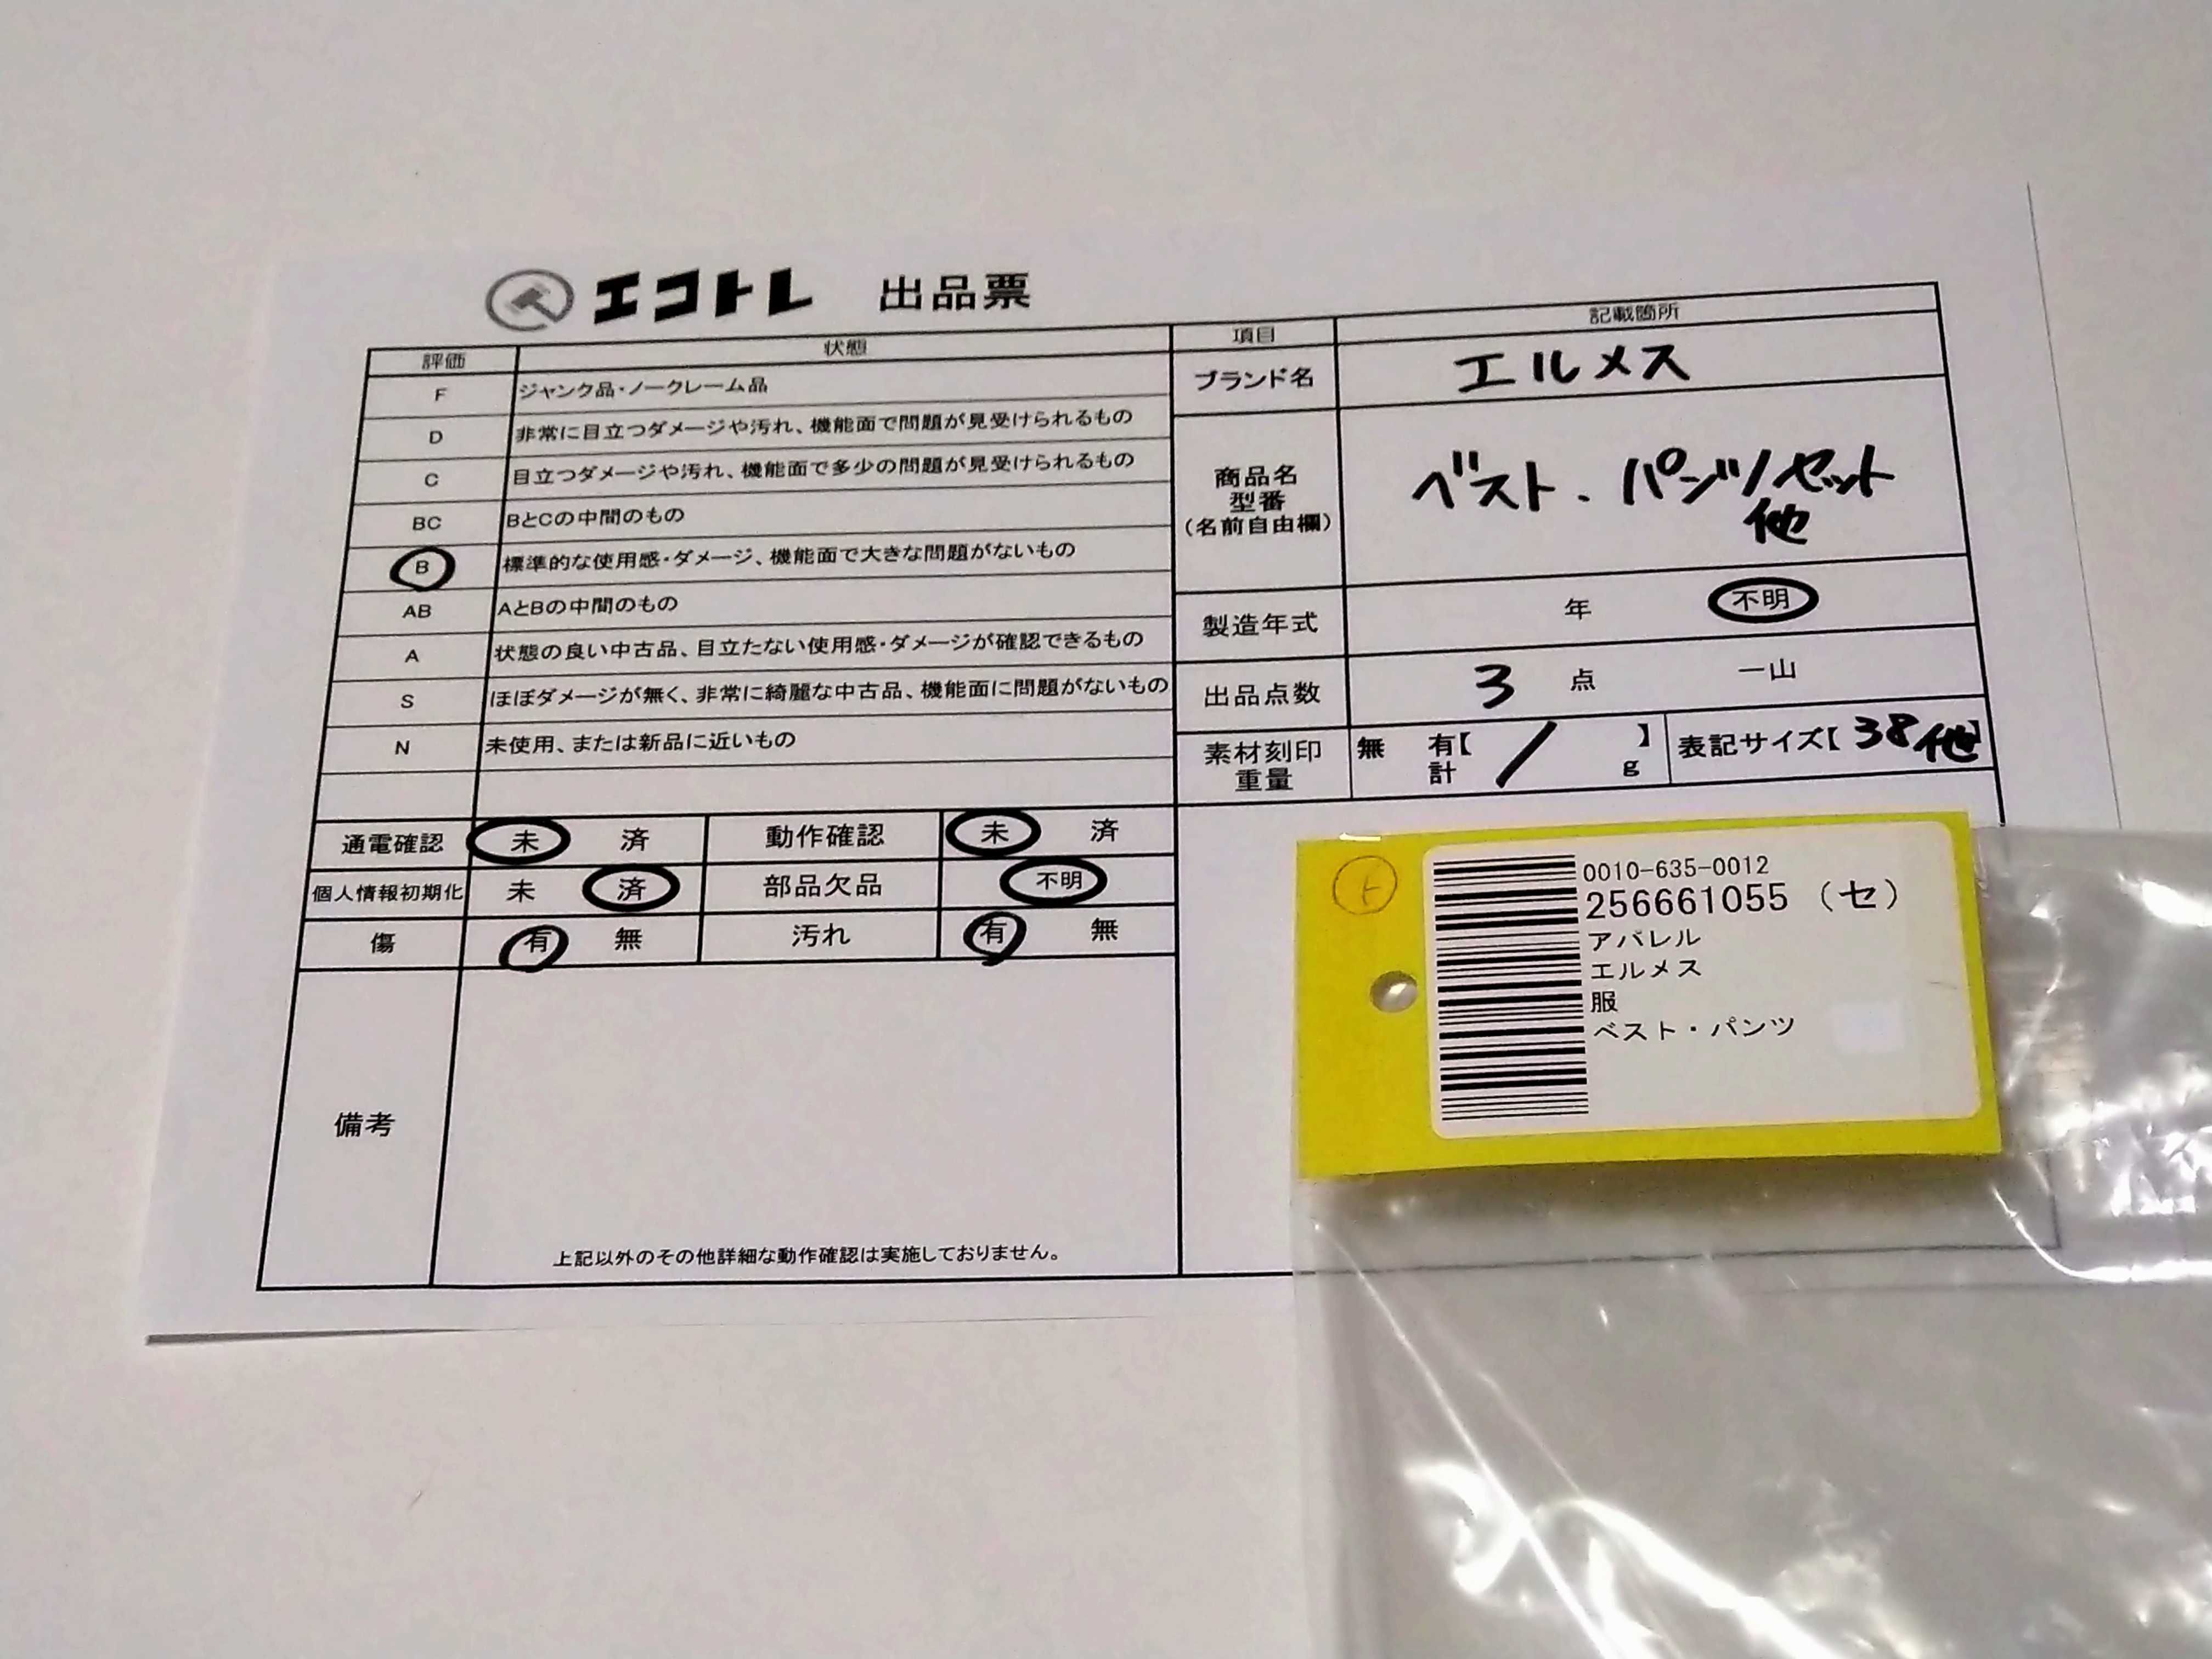 エコトレ 出品票
評価 状態 項目 記載箇所
F ジャンク品・ノークレーム品
D 非常に目立つダメージや汚れ、機能面で問題が見受けられるもの
C 目立つダメージや汚れ、機能面で多少の問題が見受けられるもの
BC BとCの中間のもの
B 標準的な使用感・ダメージ、機能面で大きな問題がないもの
AB AとBの中間のもの
A 状態の良い中古品、目立たない使用感・ダメージが確認できるもの
S ほぼダメージが無く、非常に綺麗な中古品、機能面に問題がないもの
N 未使用、または新品に近いもの
ブランド名 エルメス
商品名
型番
(名前自由欄)
ベスト・パンツセット
他
製造年式 年 不明
出品点数 3 点 一山
素材刻印 無 有【 / 】 表記サイズ【38他】
重量 計 g
通電確認 未 済 動作確認 未 済
個人情報初期化 未 済 部品欠品 不明
傷 有 無 汚れ 有 無
備考
上記以外のその他詳細な動作確認は実施しておりません。
0010-635-0012
256661055 (セ)
アパレル
エルメス
服
ベスト・パンツ